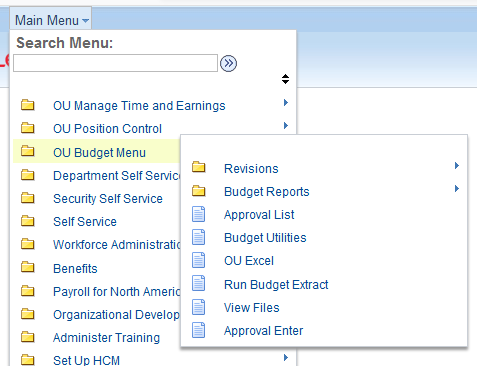 Main Menu
Search Menu:
OU Manage Time and Earnings
OU Position Control
OU Budget Menu
Department Self Service
Security Self Service
Self Service
Workforce Administratio
Benefits
Payroll for North Americ
Organizational Develop
Administer Training
Set Up HCM
Revisions
Budget Reports
Approval List
Budget Utilities
OU Excel
Run Budget Extract
View Files
Approval Enter